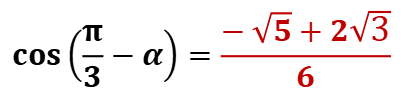 cos(π/3 − α) = (−√5 + 2√3)/6